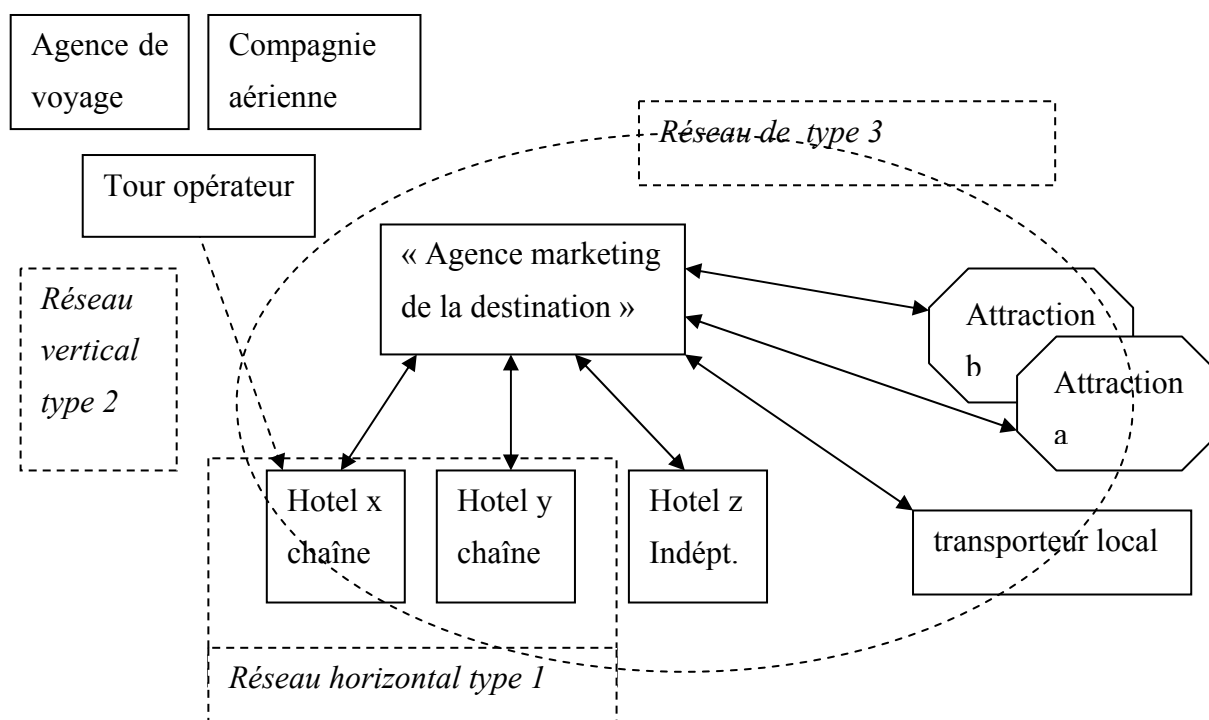 Agence de
voyage
Compagnie
aérienne
Réseau de  type 3
Tour opérateur
« Agence marketing
de la destination »
Réseau
vertical
type 2
Attraction
b
Attraction
a
Hotel x
chaîne
Hotel y
chaîne
Hotel z
Indépt.
transporteur local
Réseau horizontal type 1